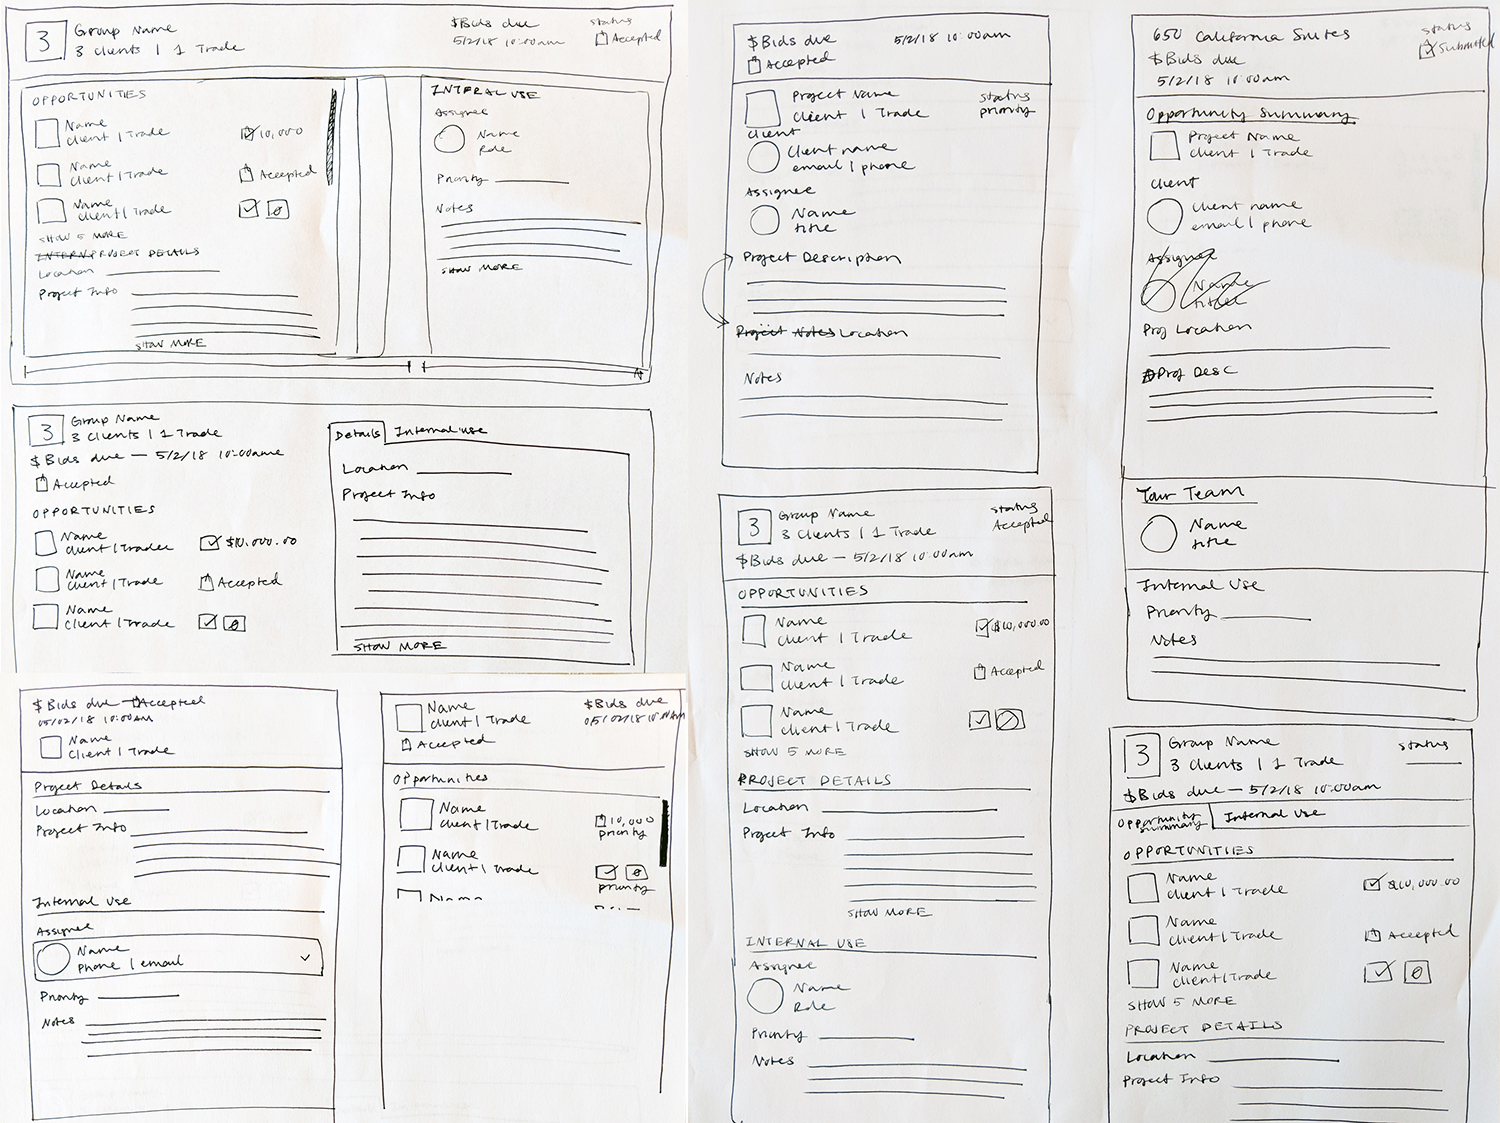 3
Group Name
3 clients | 1 Trade
$Bids due
5/2/18 10:00am
status
Accepted
OPPORTUNITIES
Name
Client | Trade
10,000
Name
Client | Trade
Accepted
Name
Client | Trade
SHOW 5 MORE
INTERN PROJECT DETAILS
Location
Project Info
SHOW MORE
INTERAL USE
Assignee
Name
Role
Priority
Notes
SHOW MORE
3
Group Name
3 Clients | 1 Trade
$Bids due — 5/2/18 10:00am
Accepted
OPPORTUNITIES
Name
Client | Trade
$10,000.00
Name
Client | Trade
Accepted
Name
Client | Trade
Details
Internal use
Location
Project Info
SHOW MORE
$Bids due — Accepted
05/02/18 10:00AM
Name
Client | Trade
Project Details
Location
Project Info
Internal use
Assignee
Name
Phone | email
Priority
Notes
Name
Client | Trade
Accepted
$Bids due
05/02/18 10:00AM
Opportunities
Name
Client | Trade
10,000
priority
Name
Client | Trade
priority
Name
$Bids due
5/2/18 10:00am
Accepted
Project Name
Client | Trade
status
priority
Client
Client name
email | phone
Assignee
Name
title
Project Description
Project Notes Location
Notes
3
Group Name
3 Clients | 1 Trade
status
Accepted
$Bids due — 5/2/18 10:00am
OPPORTUNITIES
Name
Client | Trade
$10,000.00
Name
Client | Trade
Accepted
Name
Client | Trade
SHOW 5 MORE
PROJECT DETAILS
Location
Project Info
SHOW MORE
INTERNAL USE
Assignee
Name
Role
Priority
Notes
650 California Suites
$Bids due
5/2/18 10:00am
status
Submitted
Opportunity Summary
Project Name
Client | Trade
Client
Client name
email | phone
Assignee
Name
title
Proj Location
Proj Desc
Your Team
Name
title
Internal Use
Priority
Notes
3
Group Name
3 Clients | 1 Trade
status
$Bids due — 5/2/18 10:00am
Opportunity
Summary
Internal Use
OPPORTUNITIES
Name
Client | Trade
$10,000.00
Name
Client | Trade
Accepted
Name
Client | Trade
SHOW 5 MORE
PROJECT DETAILS
Location
Project Info